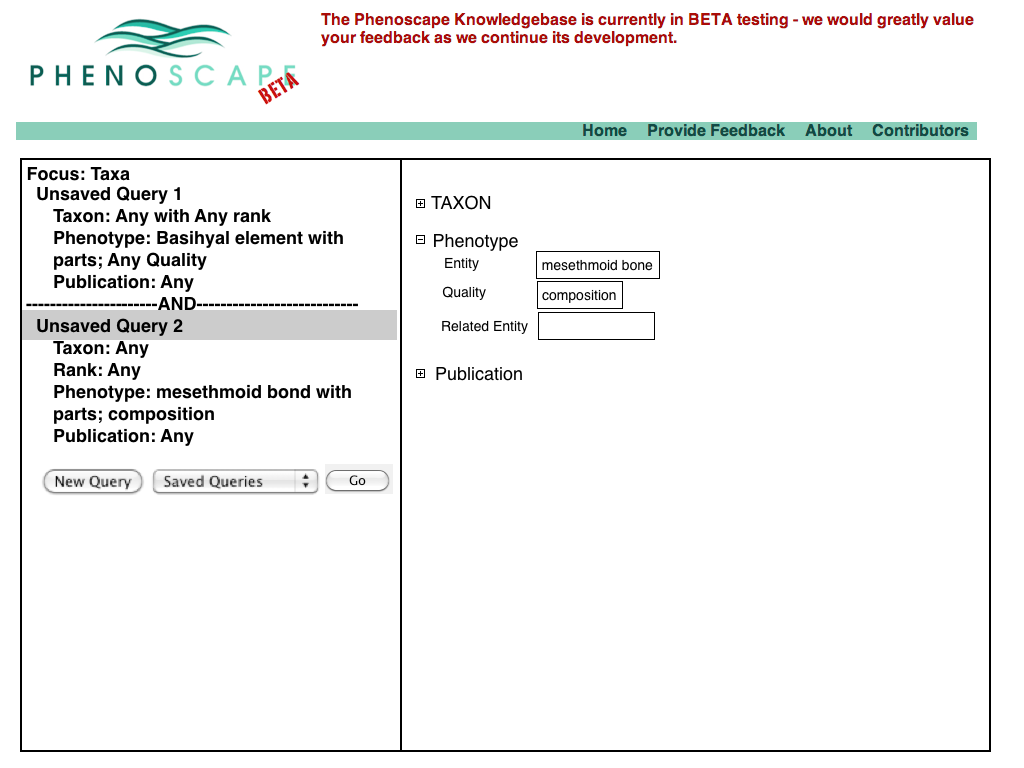 The Phenoscape Knowledgebase is currently in BETA testing - we would greatly value
your feedback as we continue its development.
PHENOSCAPE
BETA
Home Provide Feedback About Contributors
Focus: Taxa
Unsaved Query 1
Taxon: Any with Any rank
Phenotype: Basihyal element with
parts; Any Quality
Publication: Any
----------------------AND---------------------------
Unsaved Query 2
Taxon: Any
Rank: Any
Phenotype: mesethmoid bond with
parts; composition
Publication: Any
New Query Saved Queries Go
TAXON
Phenotype
Entity mesethmoid bone
Quality composition
Related Entity
Publication